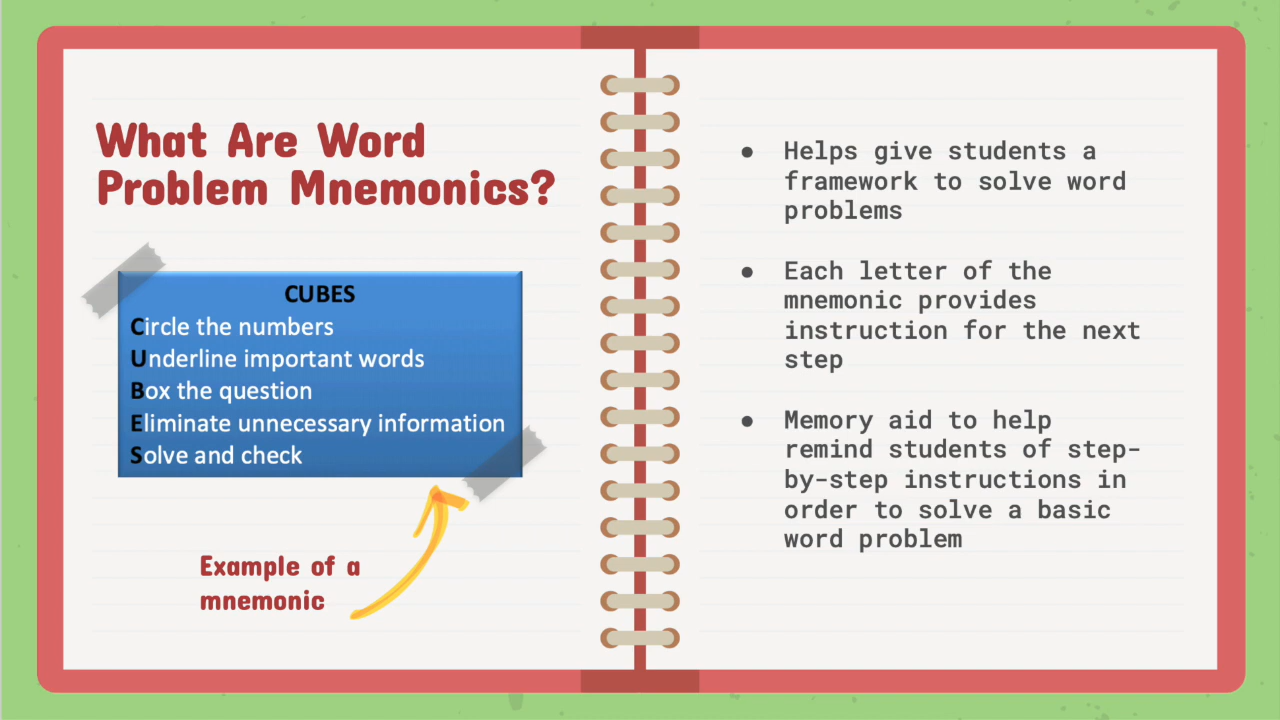 What Are Word
Problem Mnemonics?
CUBES
Circle the numbers
Underline important words
Box the question
Eliminate unnecessary information
Solve and check
Example of a
mnemonic
● Helps give students a
framework to solve word
problems
● Each letter of the
mnemonic provides
instruction for the next
step
● Memory aid to help
remind students of step-
by-step instructions in
order to solve a basic
word problem